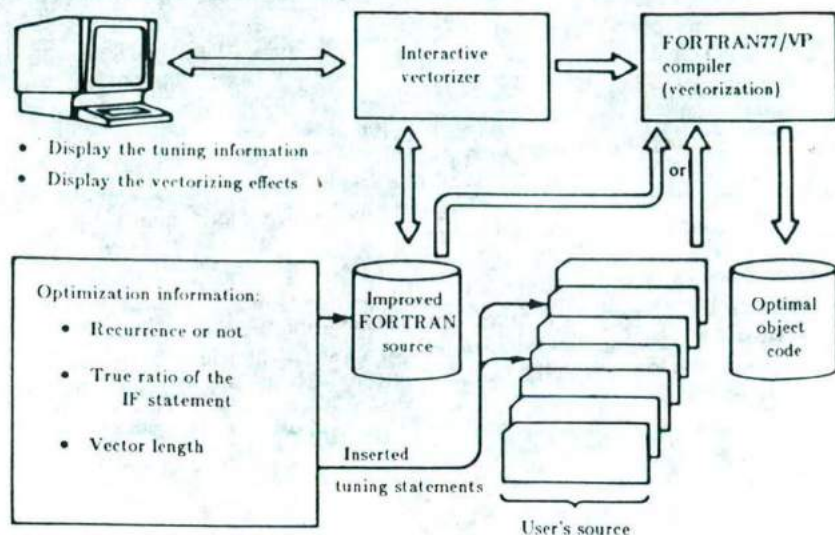 Interactive
vectorizer
FORTRAN77/VP
compiler
(vectorization)
• Display the tuning information
• Display the vectorizing effects
or
Optimization information:
• Recurrence or not
• True ratio of the
IF statement
• Vector length
Improved
FORTRAN
source
Inserted
tuning statements
User's source
Optimal
object
code